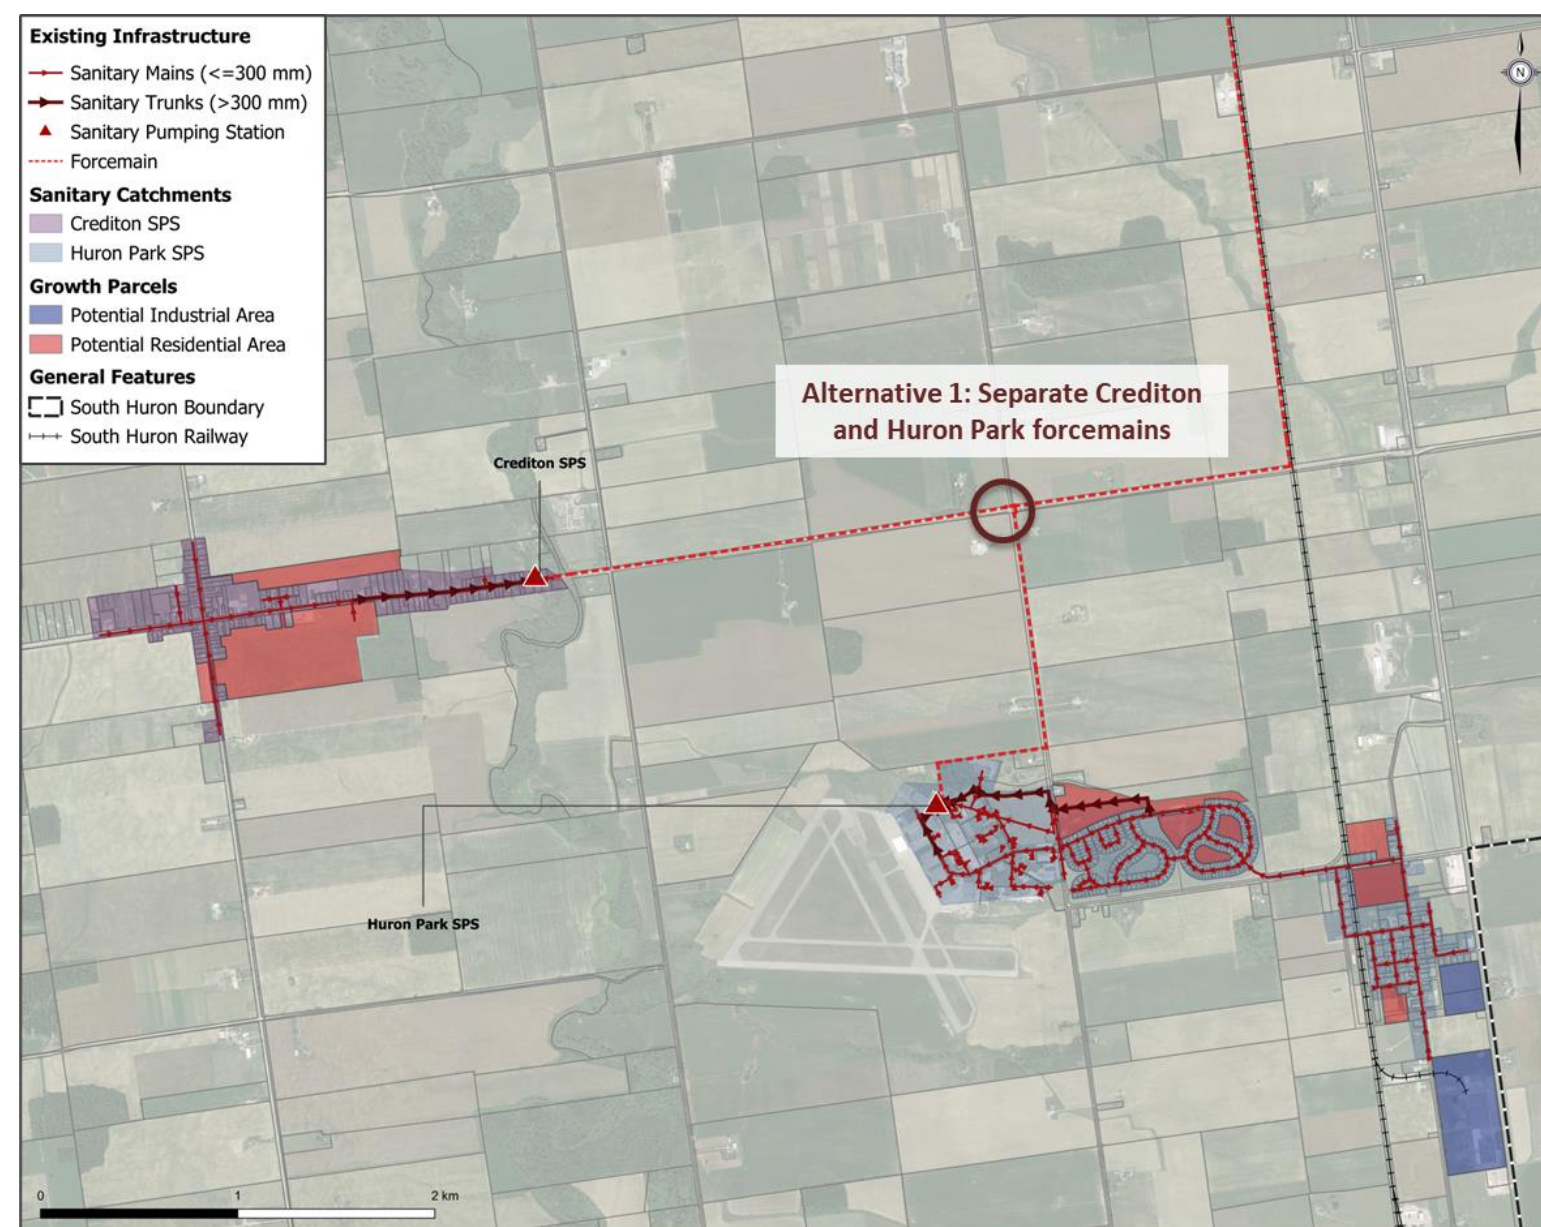 Existing Infrastructure
Sanitary Mains (<=300 mm)
Sanitary Trunks (>300 mm)
Sanitary Pumping Station
Forcemain
Sanitary Catchments
Crediton SPS
Huron Park SPS
Growth Parcels
Potential Industrial Area
Potential Residential Area
General Features
South Huron Boundary
South Huron Railway
N
Alternative 1: Separate Crediton
and Huron Park forcemains
Crediton SPS
Huron Park SPS
0 1 2 km